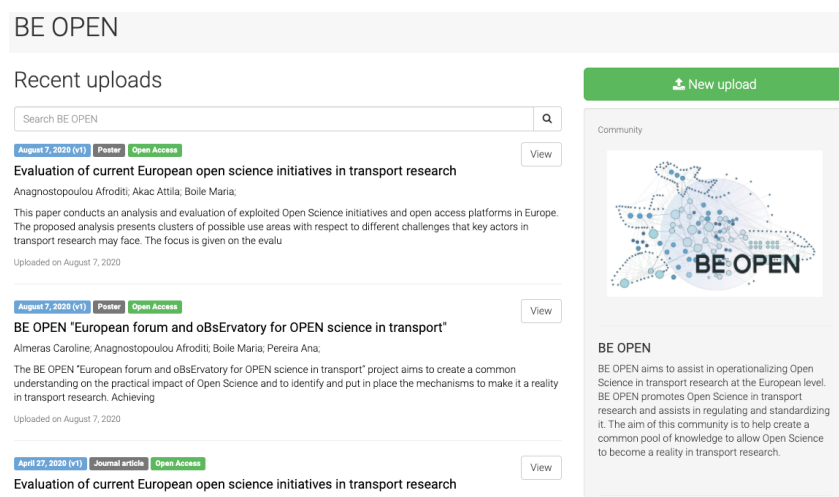 BE OPEN
Recent uploads
Search BE OPEN
August 7, 2020 (v1) Poster Open Access
View
Evaluation of current European open science initiatives in transport research
Anagnostopoulou Afroditi; Akac Attila; Boile Maria;
This paper conducts an analysis and evaluation of exploited Open Science initiatives and open access platforms in Europe.
The proposed analysis presents clusters of possible use areas with respect to different challenges that key actors in
transport research may face. The focus is given on the evalu
Uploaded on August 7, 2020
August 7, 2020 (v1) Poster Open Access
View
BE OPEN "European forum and oBsErvatory for OPEN science in transport"
Almeras Caroline; Anagnostopoulou Afroditi; Boile Maria; Pereira Ana;
The BE OPEN "European forum and oBsErvatory for OPEN science in transport" project aims to create a common
understanding on the practical impact of Open Science and to identify and put in place the mechanisms to make it a reality
in transport research. Achieving
Uploaded on August 7, 2020
April 27, 2020 (v1) Journal article Open Access
View
Evaluation of current European open science initiatives in transport research
New upload
Community
BE OPEN
BE OPEN
BE OPEN aims to assist in operationalizing Open
Science in transport research at the European level.
BE OPEN promotes Open Science in transport
research and assists in regulating and standardizing
it. The aim of this community is to help create a
common pool of knowledge to allow Open Science
to become a reality in transport research.